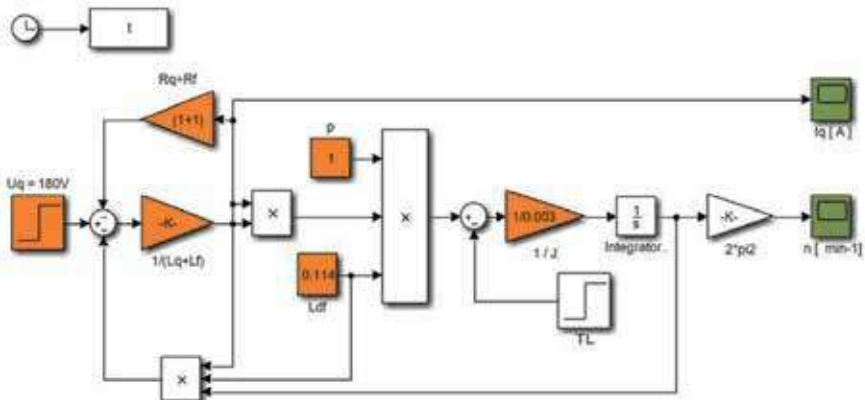 t
Rq+Rf
(1+1)
Iq [ A ]
p
1
Uq = 180V
-K-
1/(Lq+Lf)
×
×
1/0.003
1 / J
1
s
Integrator..
-K-
2*pi2
n [ min-1]
0.114
Ldf
TL
×